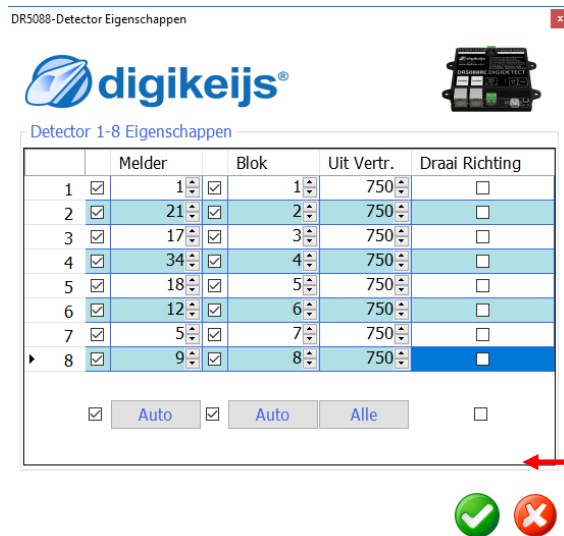 DR5088-Detector Eigenschappen x
digikeijs®
DR5088RC DIGIDETECT
Detector 1-8 Eigenschappen
Melder Blok Uit Vertr. Draai Richting
1 1 1 750
2 21 2 750
3 17 3 750
4 34 4 750
5 18 5 750
6 12 6 750
7 5 7 750
8 9 8 750
Auto Auto Alle